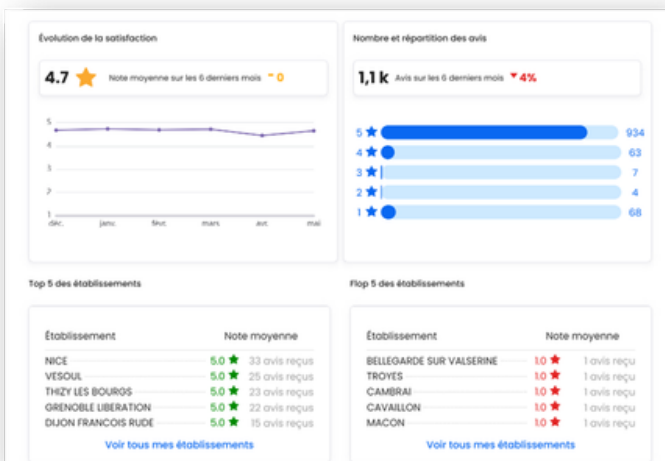 Évolution de la satisfaction
4.7 Note moyenne sur les 6 derniers mois 0
5
4
3
2
1
déc. janv. févr. mars avr. mai
Nombre et répartition des avis
1,1 k Avis sur les 6 derniers mois 4%
5 934
4 63
3 7
2 4
1 68
Top 5 des établissements
Établissement Note moyenne
NICE 5.0 33 avis reçus
VESOUL 5.0 25 avis reçus
THIZY LES BOURGS 5.0 23 avis reçus
GRENOBLE LIBERATION 5.0 22 avis reçus
DIJON FRANCOIS RUDE 5.0 15 avis reçus
Voir tous mes établissements
Flop 5 des établissements
Établissement Note moyenne
BELLEGARDE SUR VALSERINE 1.0 1 avis reçu
TROYES 1.0 1 avis reçu
CAMBRAI 1.0 1 avis reçu
CAVAILLON 1.0 1 avis reçu
MACON 1.0 1 avis reçu
Voir tous mes établissements